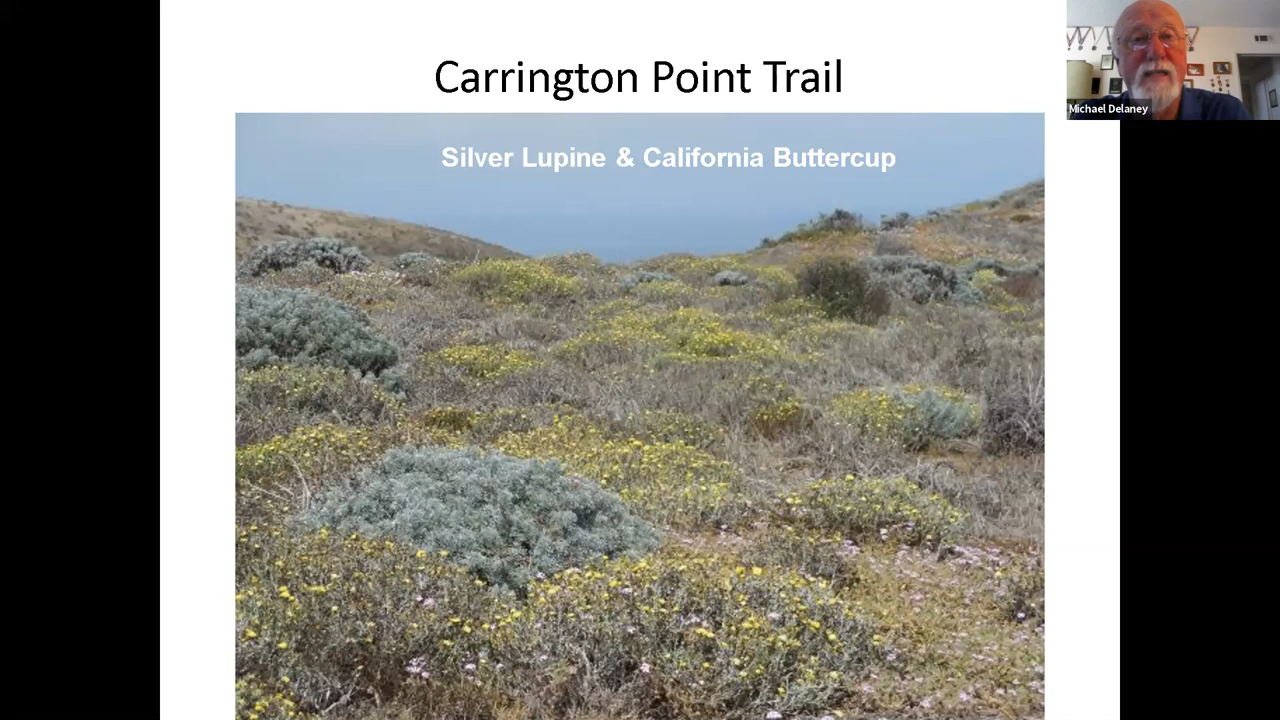 Carrington Point Trail
Silver Lupine & California Buttercup
Michael Delaney